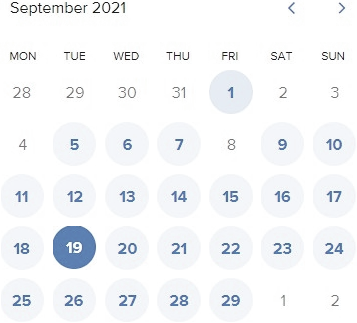 September 2021
MON TUE WED THU FRI SAT SUN
28 29 30 31 1 2 3
4 5 6 7 8 9 10
11 12 13 14 15 16 17
18 19 20 21 22 23 24
25 26 27 28 29 1 2